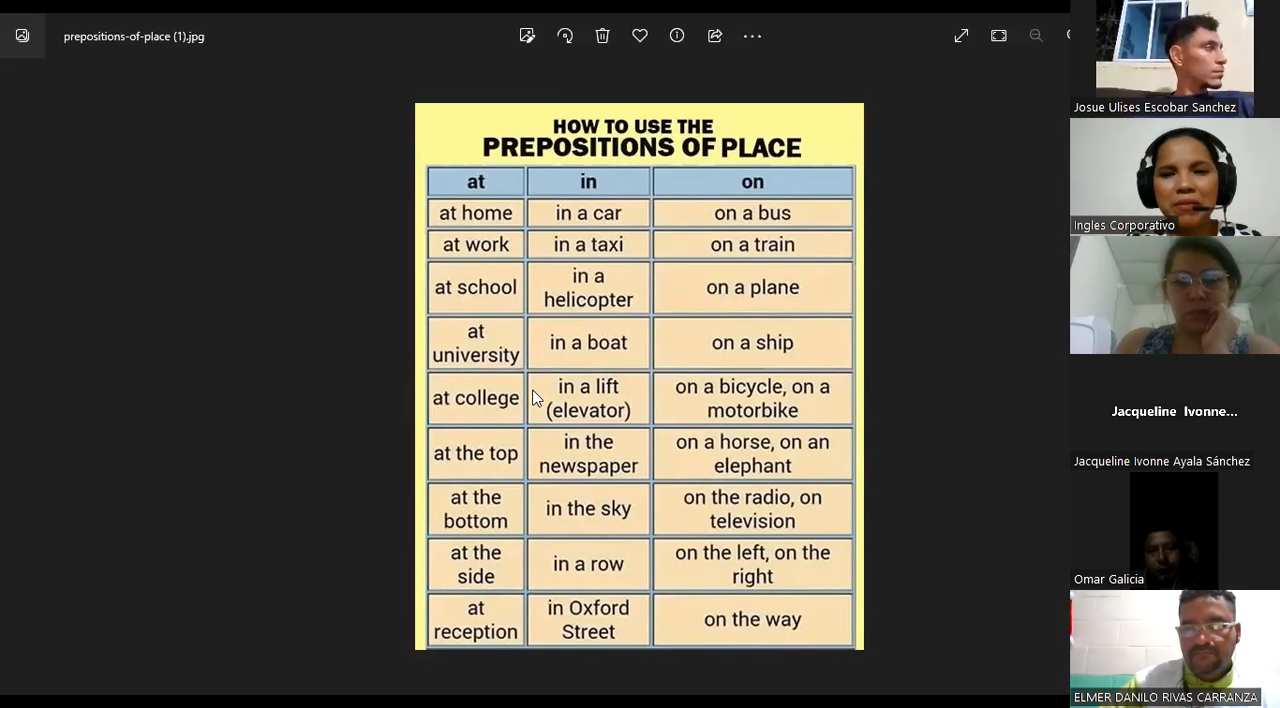 prepositions-of-place (1).jpg
HOW TO USE THE
PREPOSITIONS OF PLACE
at in on
at home in a car on a bus
at work in a taxi on a train
at school in a helicopter on a plane
at university in a boat on a ship
at college in a lift (elevator) on a bicycle, on a motorbike
at the top in the newspaper on a horse, on an elephant
at the bottom in the sky on the radio, on television
at the side in a row on the left, on the right
at reception in Oxford Street on the way
Josue Ulises Escobar Sanchez
Ingles Corporativo
Jacqueline Ivonne...
Jacqueline Ivonne Ayala Sánchez
Omar Galicia
ELMER DANILO RIVAS CARRANZA